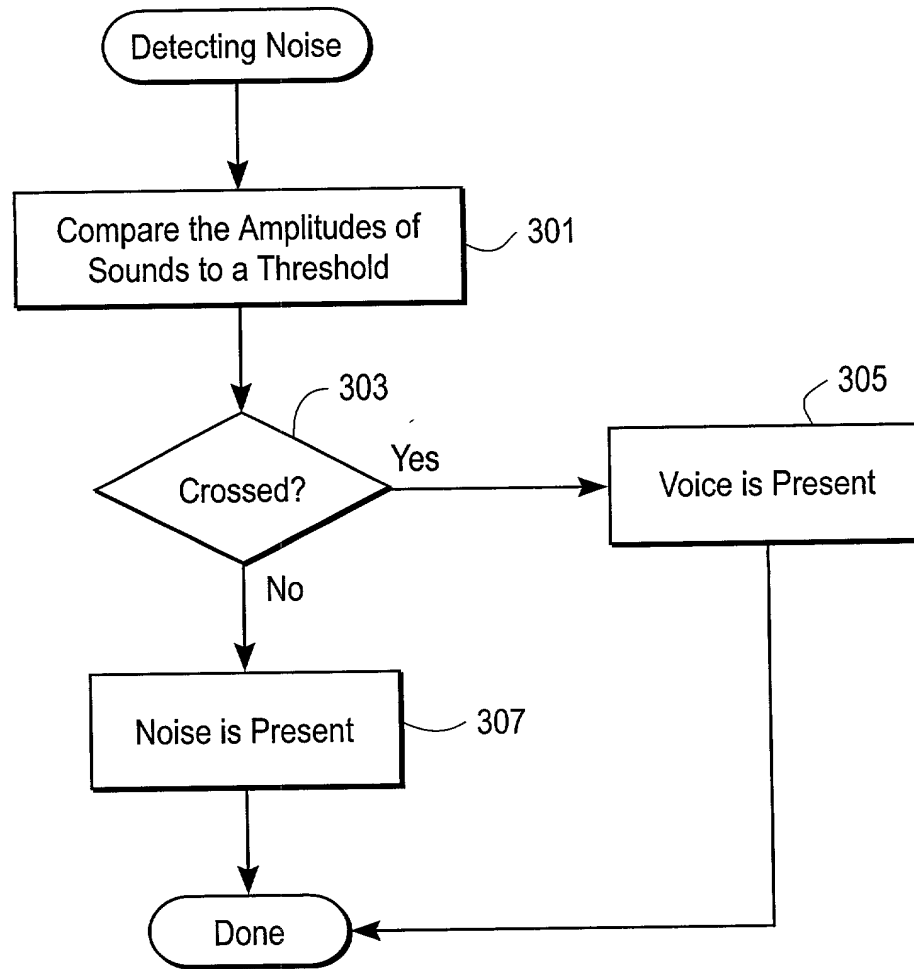 Detecting Noise
Compare the Amplitudes of
Sounds to a Threshold
301
303
Crossed?
Yes
305
Voice is Present
No
Noise is Present
307
Done